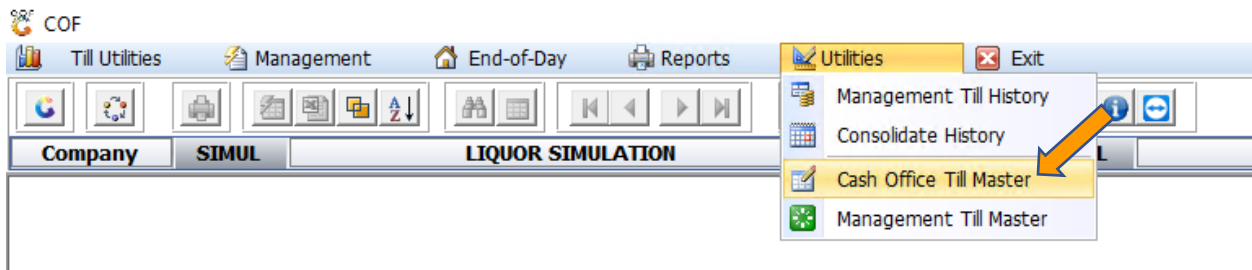 COF
Till Utilities Management End-of-Day Reports Utilities Exit
Management Till History
Consolidate History
Company SIMUL LIQUOR SIMULATION L
Cash Office Till Master
Management Till Master